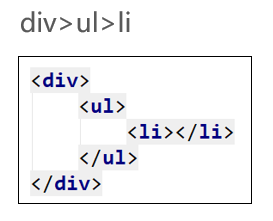 div>ul>li
<div>
    <ul>
        <li></li>
    </ul>
</div>